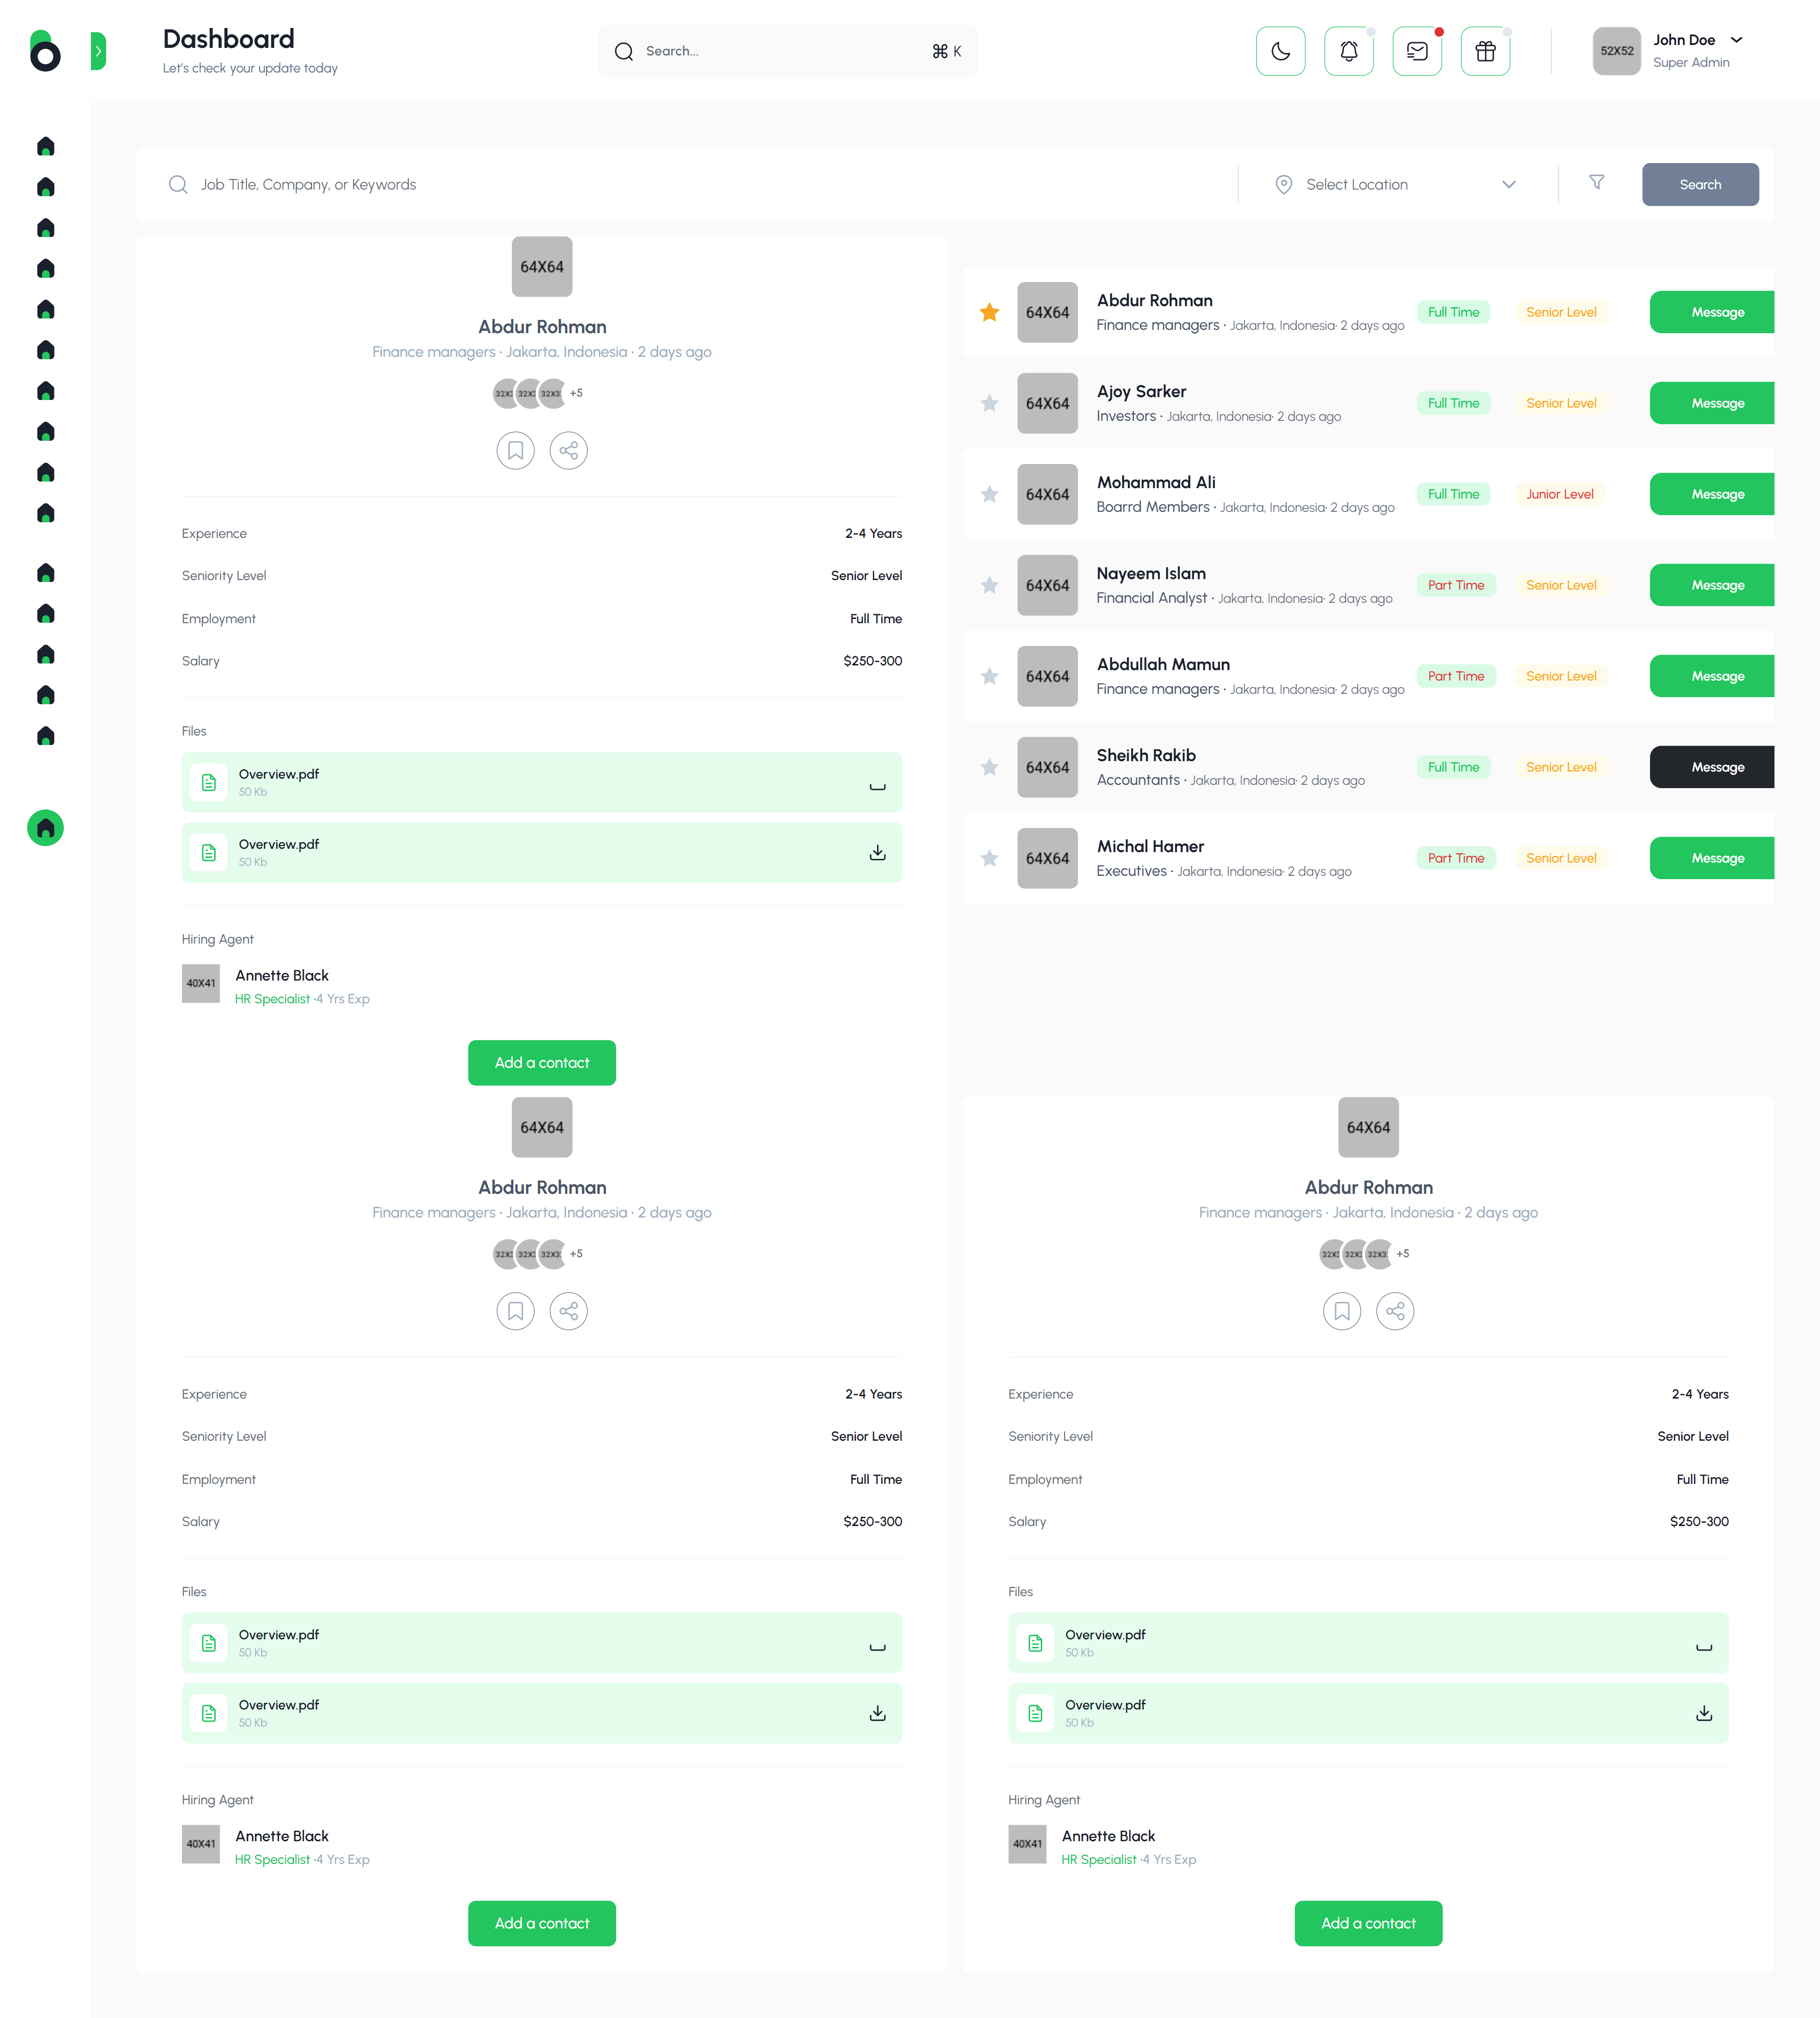 Dashboard
Let's check your update today
Search...
⌘ K
52X52
John Doe
Super Admin
Job Title, Company, or Keywords
Select Location
Search
64X64
Abdur Rohman
Finance managers · Jakarta, Indonesia · 2 days ago
32X3 32X3 32X3 +5
Experience 2-4 Years
Seniority Level Senior Level
Employment Full Time
Salary $250-300
Files
Overview.pdf
50 Kb
Overview.pdf
50 Kb
Hiring Agent
40X41
Annette Black
HR Specialist ·4 Yrs Exp
Add a contact
64X64
Abdur Rohman
Finance managers · Jakarta, Indonesia· 2 days ago
Full Time
Senior Level
Message
64X64
Ajoy Sarker
Investors · Jakarta, Indonesia· 2 days ago
Full Time
Senior Level
Message
64X64
Mohammad Ali
Boarrd Members · Jakarta, Indonesia· 2 days ago
Full Time
Junior Level
Message
64X64
Nayeem Islam
Financial Analyst · Jakarta, Indonesia· 2 days ago
Part Time
Senior Level
Message
64X64
Abdullah Mamun
Finance managers · Jakarta, Indonesia· 2 days ago
Part Time
Senior Level
Message
64X64
Sheikh Rakib
Accountants · Jakarta, Indonesia· 2 days ago
Full Time
Senior Level
Message
64X64
Michal Hamer
Executives · Jakarta, Indonesia· 2 days ago
Part Time
Senior Level
Message
64X64
Abdur Rohman
Finance managers · Jakarta, Indonesia · 2 days ago
32X3 32X3 32X3 +5
Experience 2-4 Years
Seniority Level Senior Level
Employment Full Time
Salary $250-300
Files
Overview.pdf
50 Kb
Overview.pdf
50 Kb
Hiring Agent
40X41
Annette Black
HR Specialist ·4 Yrs Exp
Add a contact
64X64
Abdur Rohman
Finance managers · Jakarta, Indonesia · 2 days ago
32X3 32X3 32X3 +5
Experience 2-4 Years
Seniority Level Senior Level
Employment Full Time
Salary $250-300
Files
Overview.pdf
50 Kb
Overview.pdf
50 Kb
Hiring Agent
40X41
Annette Black
HR Specialist ·4 Yrs Exp
Add a contact